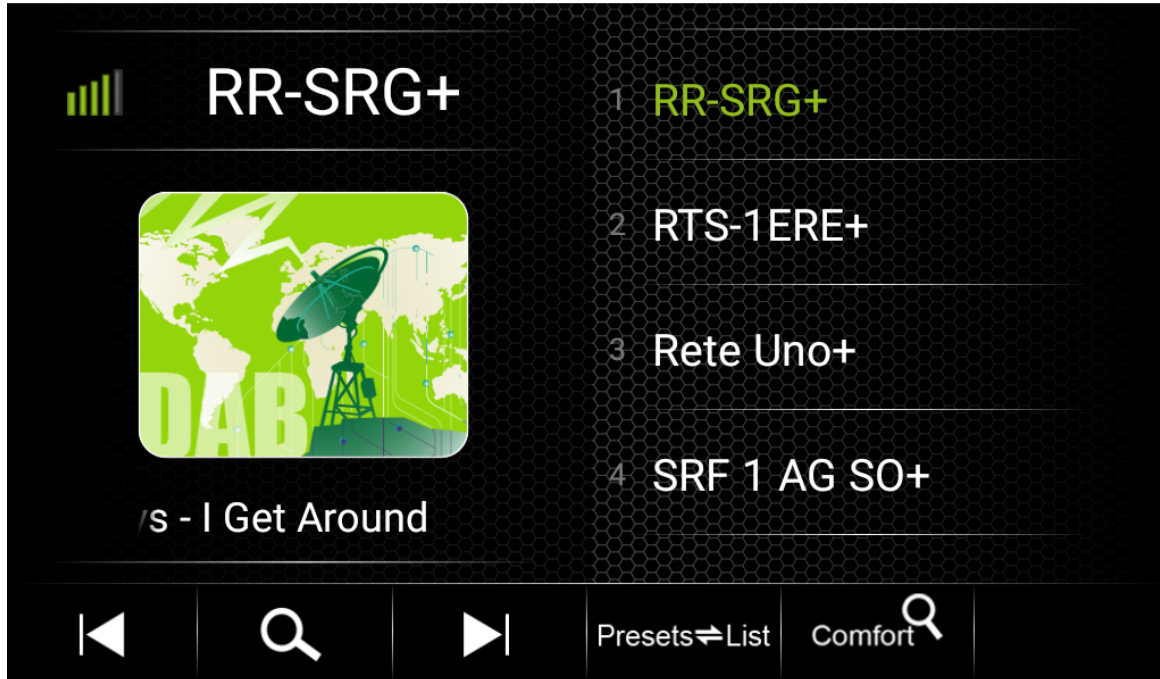 RR-SRG+
DAB
s - I Get Around
1 RR-SRG+
2 RTS-1ERE+
3 Rete Uno+
4 SRF 1 AG SO+
Presets⇌List
Comfort